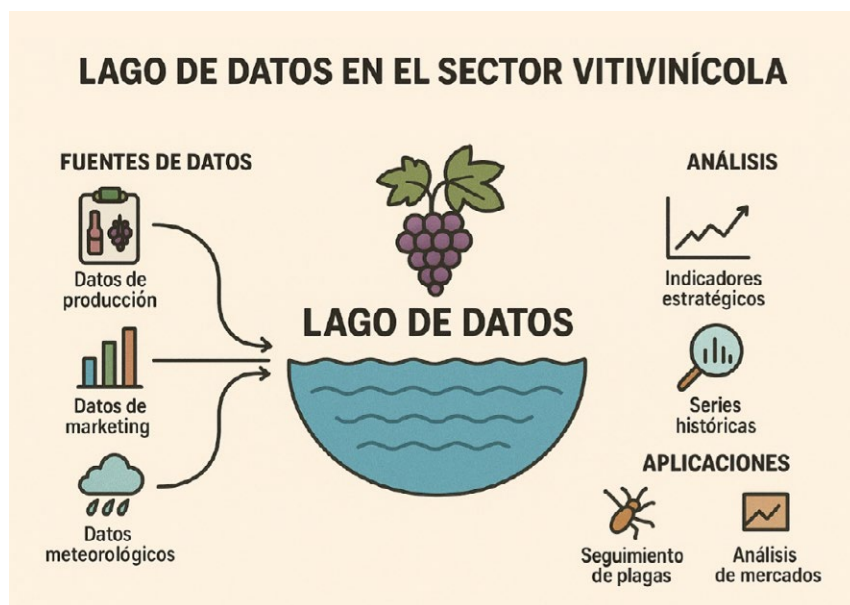 LAGO DE DATOS EN EL SECTOR VITIVINÍCOLA
FUENTES DE DATOS
Datos de
producción
Datos de
marketing
Datos
meteorológicos
LAGO DE DATOS
ANÁLISIS
Indicadores
estratégicos
Series
históricas
APLICACIONES
Seguimiento
de plagas
Análisis
de mercados